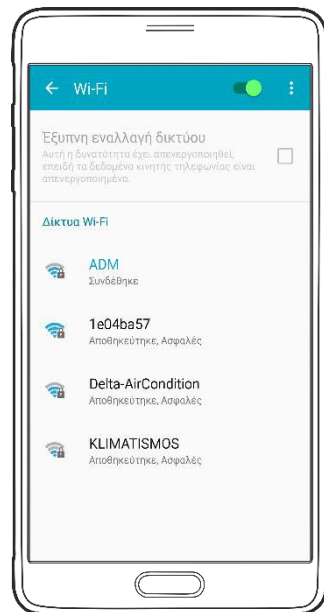 Wi-Fi
Έξυπνη εναλλαγή δικτύου
Αυτή η δυνατότητα έχει απενεργοποιηθεί,
επειδή τα δεδομένα κινητής τηλεφωνίας είναι
απενεργοποιημένα.
Δίκτυα Wi-Fi
ADM
Συνδέθηκε
1e04ba57
Αποθηκεύτηκε, Ασφαλές
Delta-AirCondition
Αποθηκεύτηκε, Ασφαλές
KLIMATISMOS
Αποθηκεύτηκε, Ασφαλές